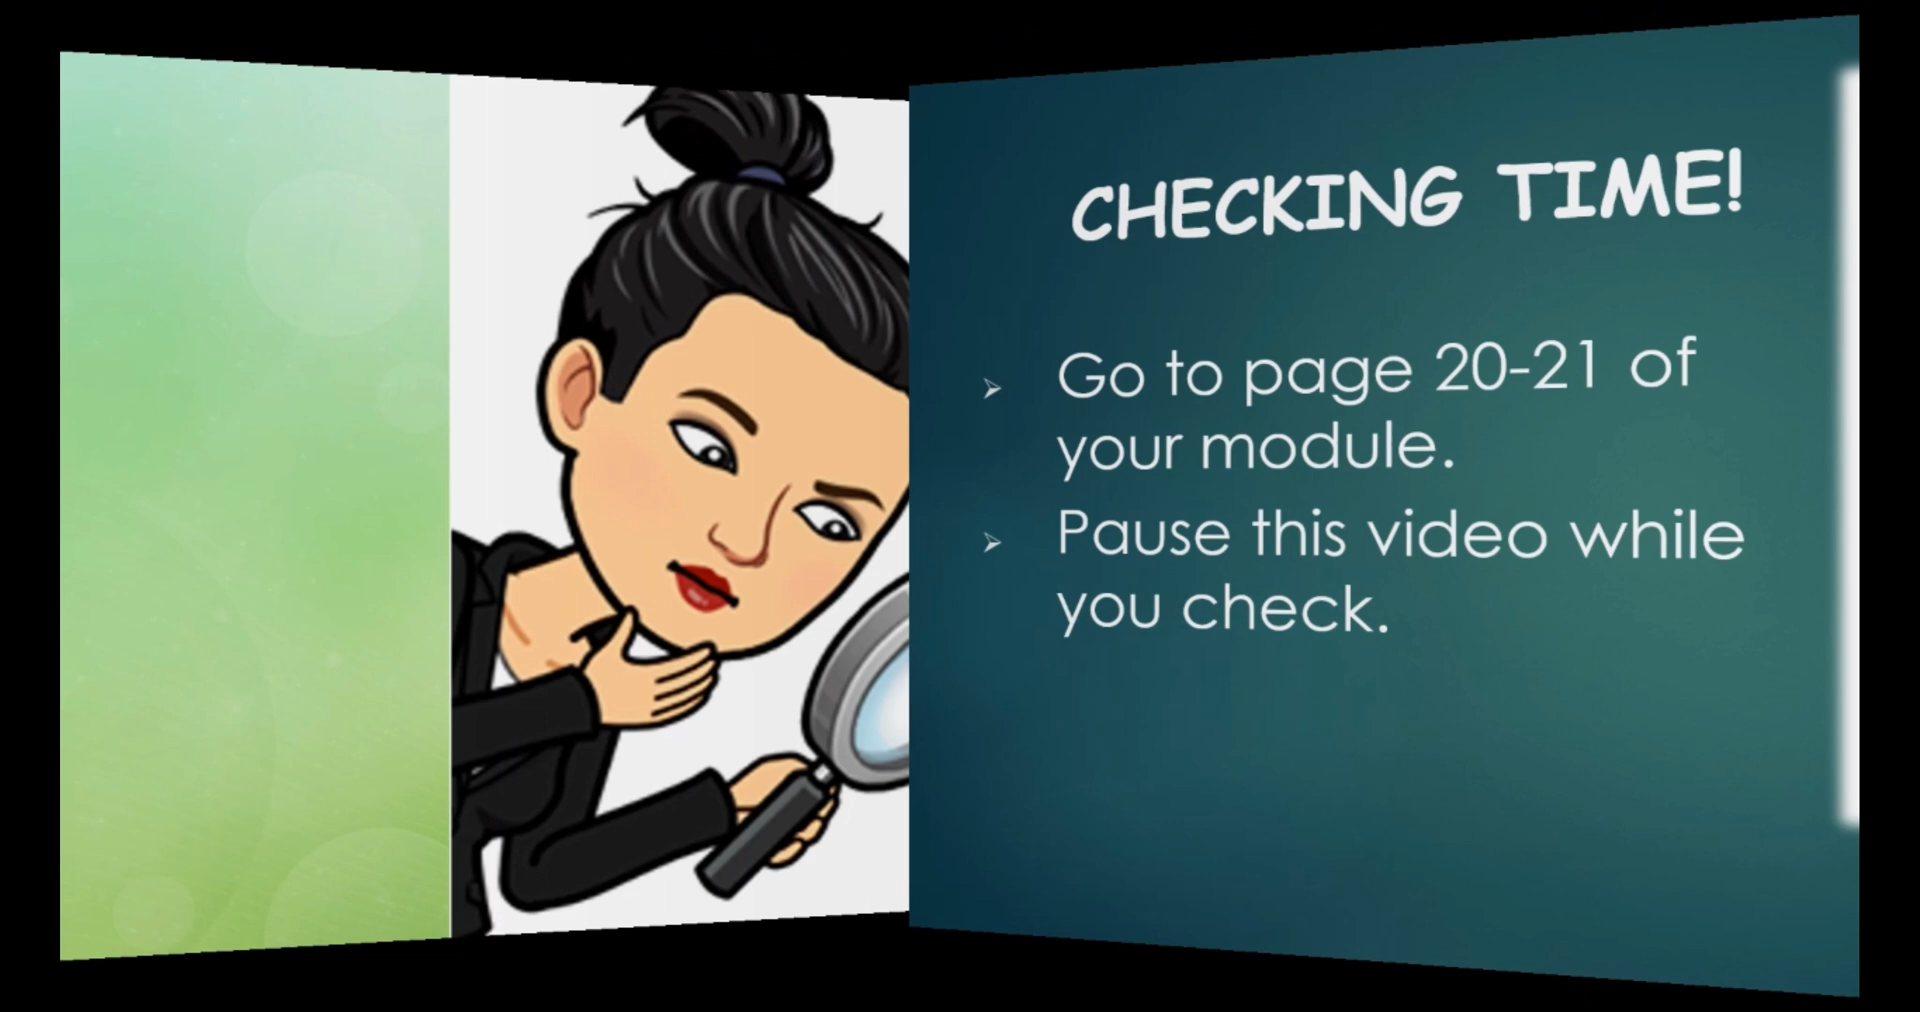 CHECKING TIME!
Go to page 20-21 of
your module.
Pause this video while
you check.